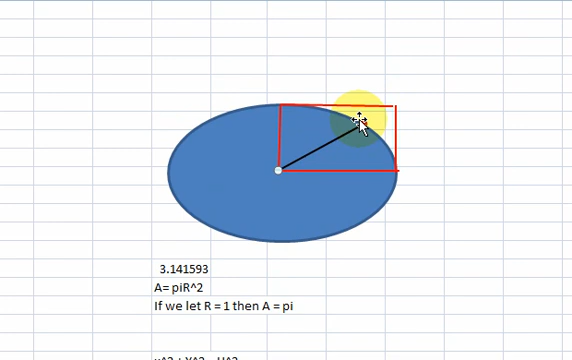 3.141593
A= piR^2
If we let R = 1 then A = pi